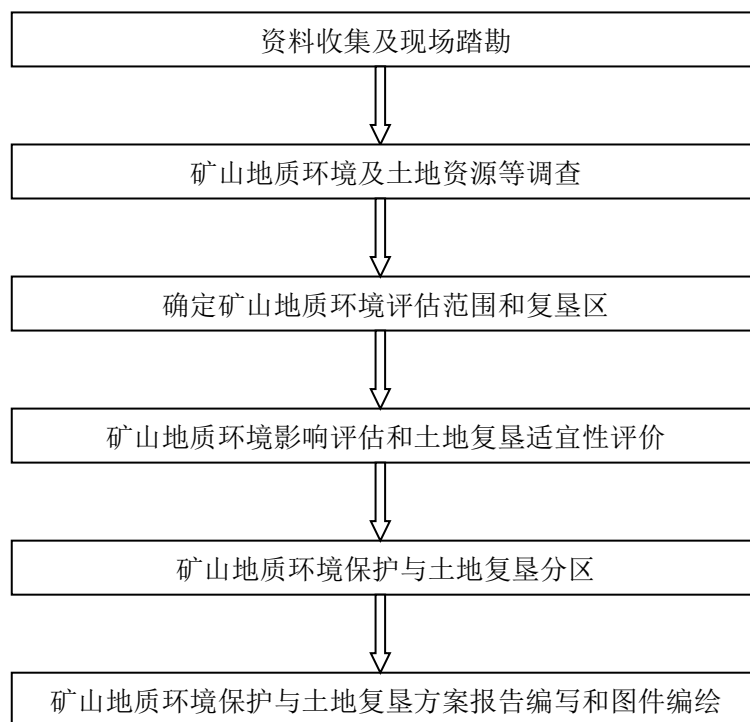 资料收集及现场踏勘
矿山地质环境及土地资源等调查
确定矿山地质环境评估范围和复垦区
矿山地质环境影响评估和土地复垦适宜性评价
矿山地质环境保护与土地复垦分区
矿山地质环境保护与土地复垦方案报告编写和图件编绘